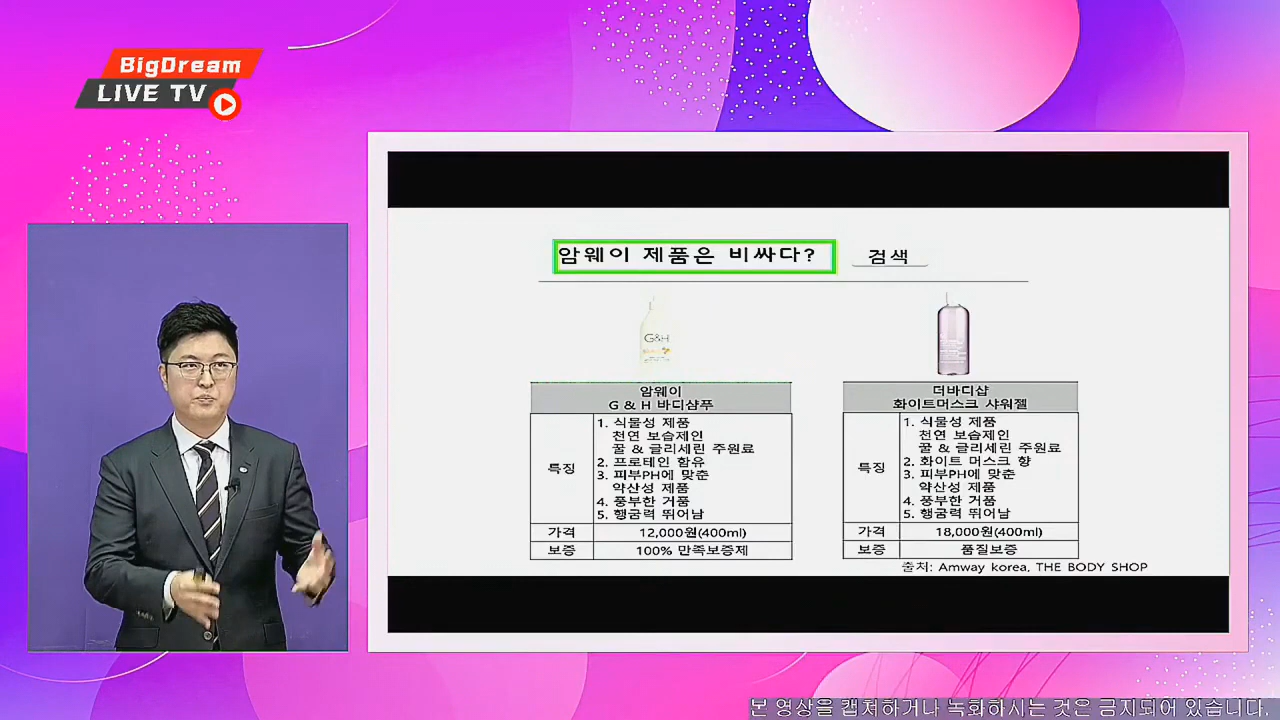 BigDream
LIVE TV
암웨이 제품은 비싸다?
검색
G&H
암웨이
G & H 바디샴푸
특징
1. 식물성 제품
천연 보습제인
꿀 & 글리세린 주원료
2. 프로테인 함유
3. 피부PH에 맞춘
약산성 제품
4. 풍부한 거품
5. 행굼력 뛰어남
가격
12,000원(400ml)
보증
100% 만족보증제
더바디샵
화이트머스크 샤워젤
특징
1. 식물성 제품
천연 보습제인
꿀 & 글리세린 주원료
2. 화이트 머스크 향
3. 피부PH에 맞춘
약산성 제품
4. 풍부한 거품
5. 행굼력 뛰어남
가격
18,000원(400ml)
보증
품질보증
출처: Amway korea, THE BODY SHOP
본 영상을 캡쳐하거나 녹화하시는 것은 금지되어 있습니다.